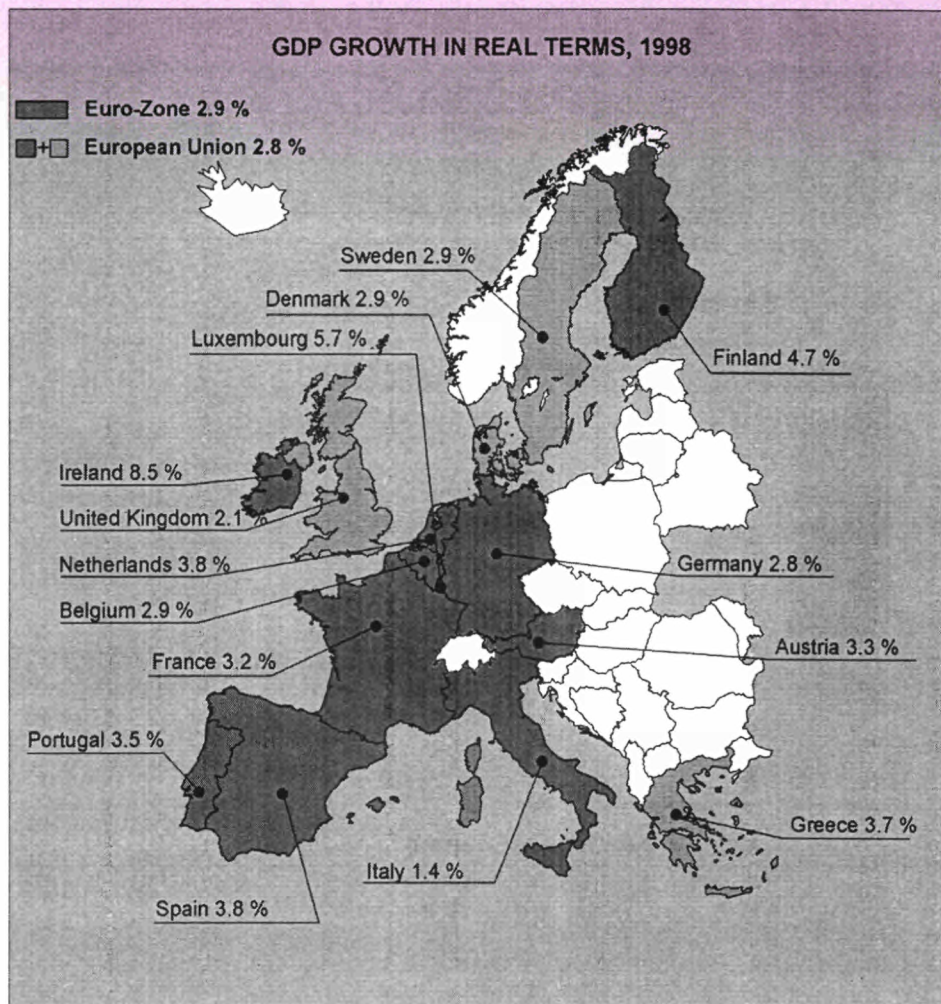 GDP GROWTH IN REAL TERMS, 1998
Euro-Zone 2.9 %
+ European Union 2.8 %
Sweden 2.9 %
Denmark 2.9 %
Luxembourg 5.7 %
Finland 4.7 %
Ireland 8.5 %
United Kingdom 2.1 %
Netherlands 3.8 %
Germany 2.8 %
Belgium 2.9 %
Austria 3.3 %
France 3.2 %
Portugal 3.5 %
Greece 3.7 %
Italy 1.4 %
Spain 3.8 %